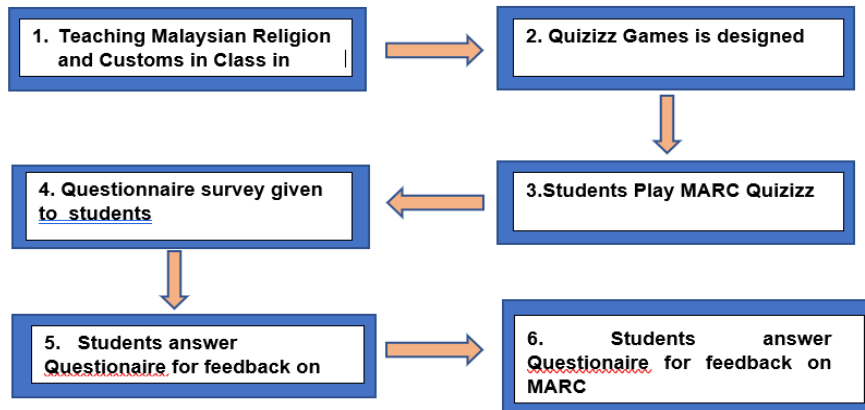 1. Teaching Malaysian Religion
and Customs in Class in
2. Quizizz Games is designed
3.Students Play MARC Quizizz
4. Questionnaire survey given
to students
5. Students answer
Questionaire for feedback on
6. Students answer
Questionaire for feedback on
MARC